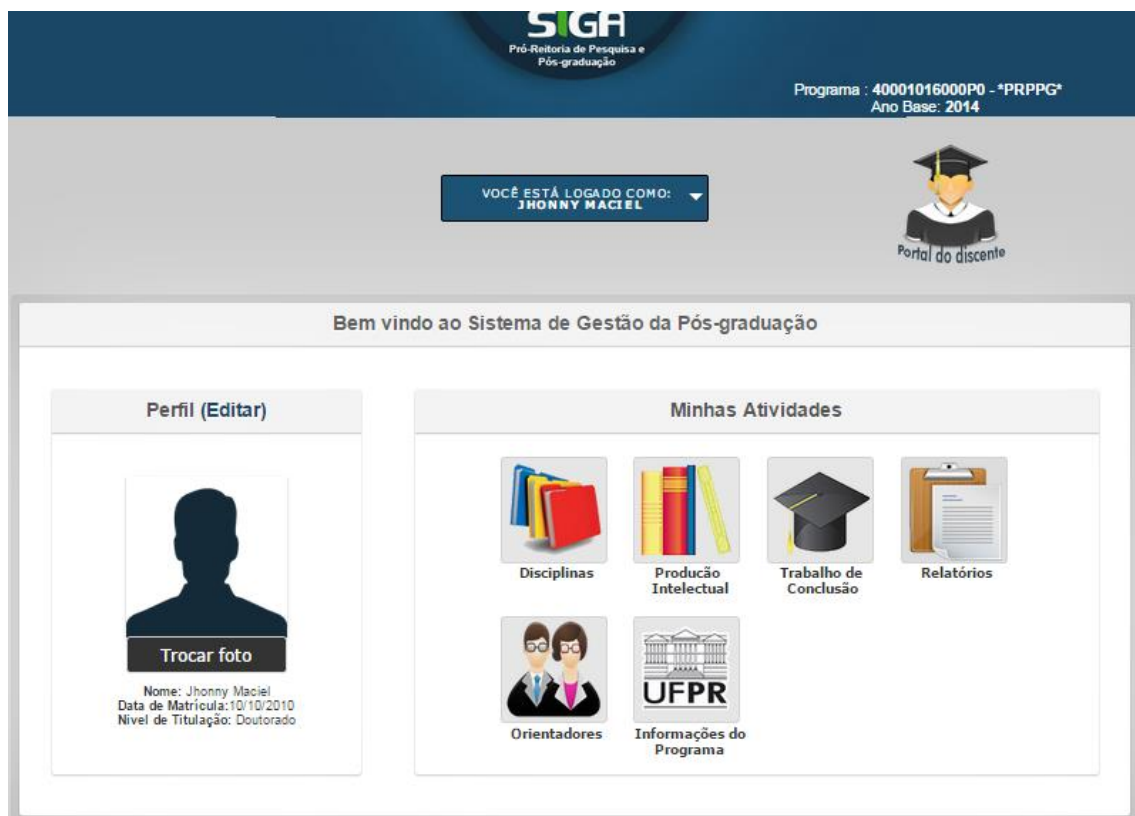 SIGA
Pró-Reitoria de Pesquisa e
Pós-graduação
Programa : 40001016000P0 - *PRPPG*
Ano Base: 2014
VOCÊ ESTÁ LOGADO COMO:
JHONNY MACIEL
Portal do discente
Bem vindo ao Sistema de Gestão da Pós-graduação
Perfil (Editar)
Trocar foto
Nome: Jhonny Maciel
Data de Matrícula:10/10/2010
Nivel de Titulação: Doutorado
Minhas Atividades
Disciplinas
Producão
Intelectual
Trabalho de
Conclusão
Relatórios
Orientadores
UFPR
Informações do
Programa